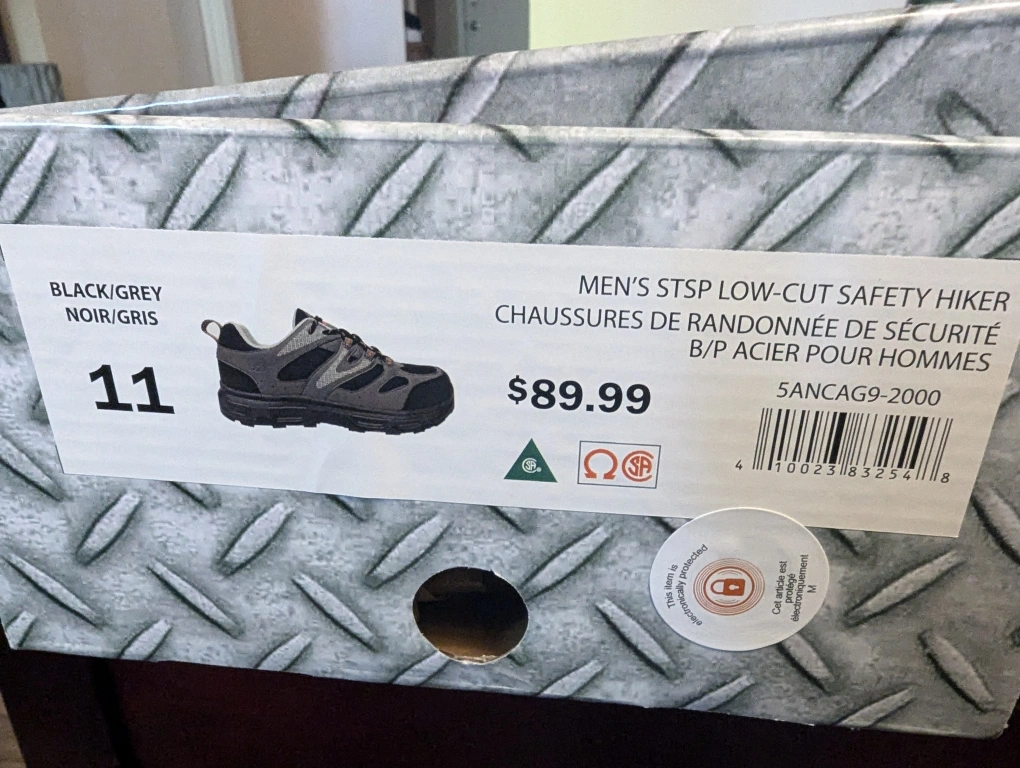 BLACK/GREY
NOIR/GRIS
11
MEN'S STSP LOW-CUT SAFETY HIKER
CHAUSSURES DE RANDONNÉE DE SÉCURITÉ
B/P ACIER POUR HOMMES
$89.99
5ANCAG9-2000
4 10023 83254 8
This item is
electronically protected
Cet article est
protégé
électroniquement
M